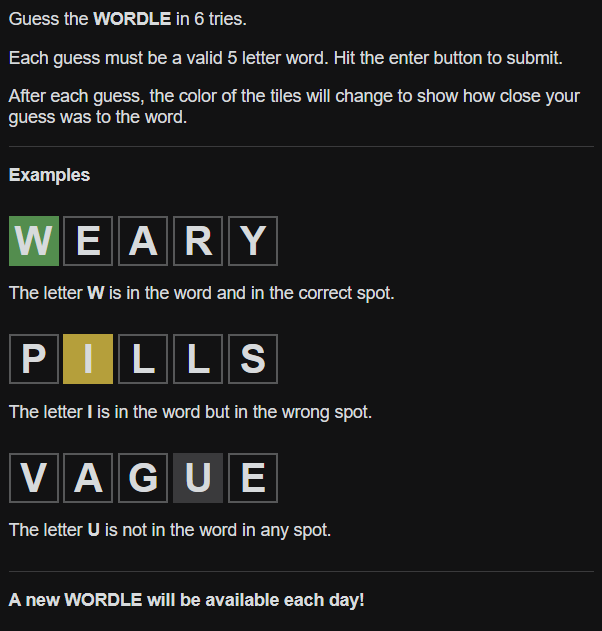 Guess the WORDLE in 6 tries.
Each guess must be a valid 5 letter word. Hit the enter button to submit.
After each guess, the color of the tiles will change to show how close your
guess was to the word.
Examples
WEARY
The letter W is in the word and in the correct spot.
PILLS
The letter I is in the word but in the wrong spot.
VAGUE
The letter U is not in the word in any spot.
A new WORDLE will be available each day!